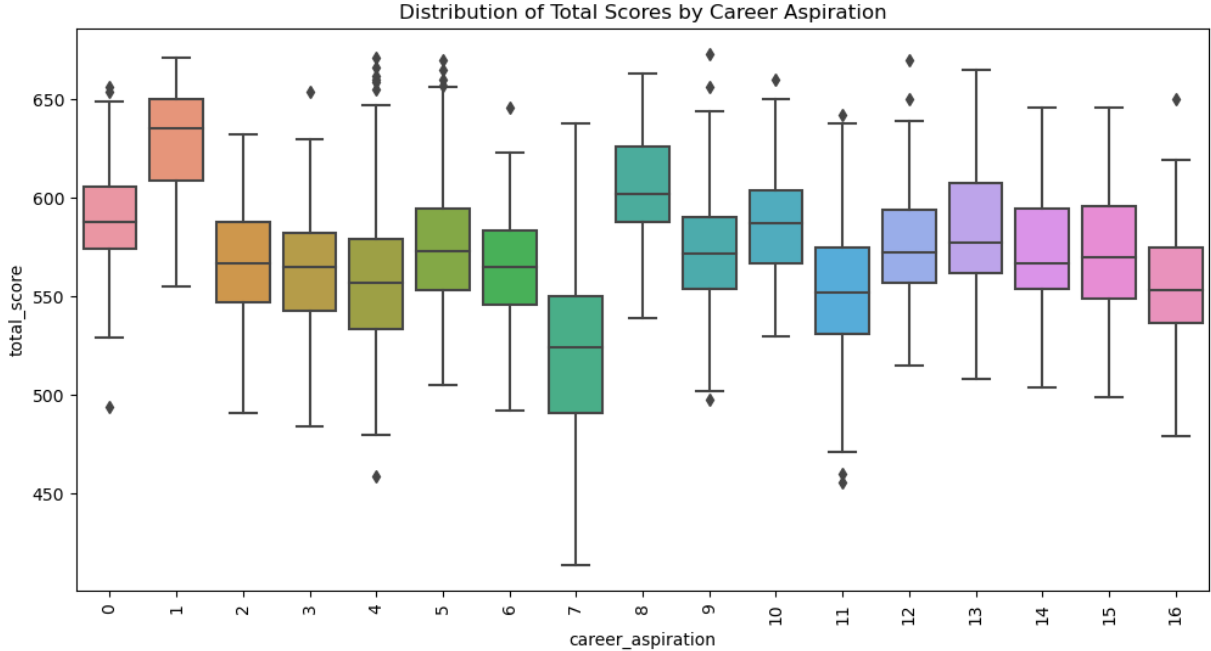 Distribution of Total Scores by Career Aspiration
total_score
650
600
550
500
450
0 1 2 3 4 5 6 7 8 9 10 11 12 13 14 15 16
career_aspiration